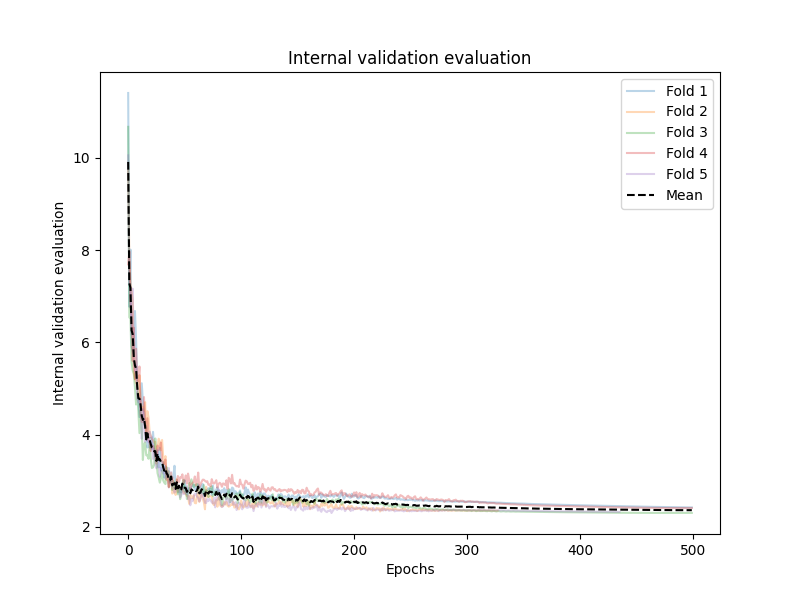 Internal validation evaluation
Fold 1
Fold 2
Fold 3
Fold 4
Fold 5
Mean
Internal validation evaluation
10
8
6
4
2
0 100 200 300 400 500
Epochs